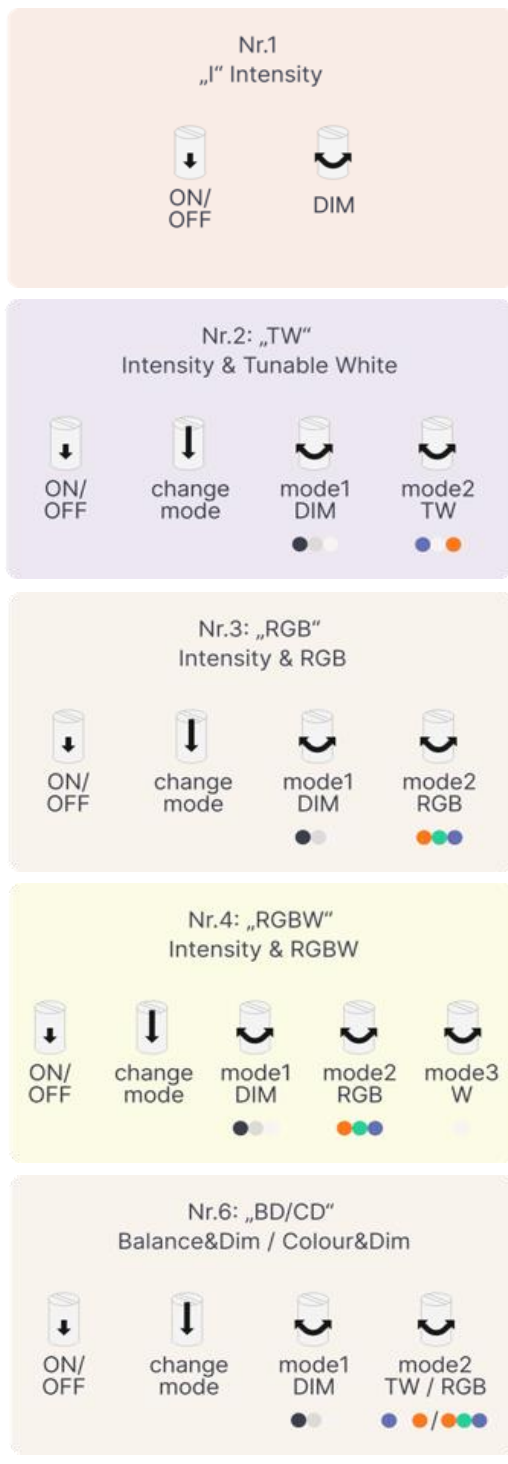 Nr.1
„I“ Intensity
ON/
OFF
DIM
Nr.2: „TW“
Intensity & Tunable White
ON/
OFF
change
mode
mode1
DIM
mode2
TW
Nr.3: „RGB“
Intensity & RGB
ON/
OFF
change
mode
mode1
DIM
mode2
RGB
Nr.4: „RGBW“
Intensity & RGBW
ON/
OFF
change
mode
mode1
DIM
mode2
RGB
mode3
W
Nr.6: „BD/CD“
Balance&Dim / Colour&Dim
ON/
OFF
change
mode
mode1
DIM
mode2
TW / RGB
/